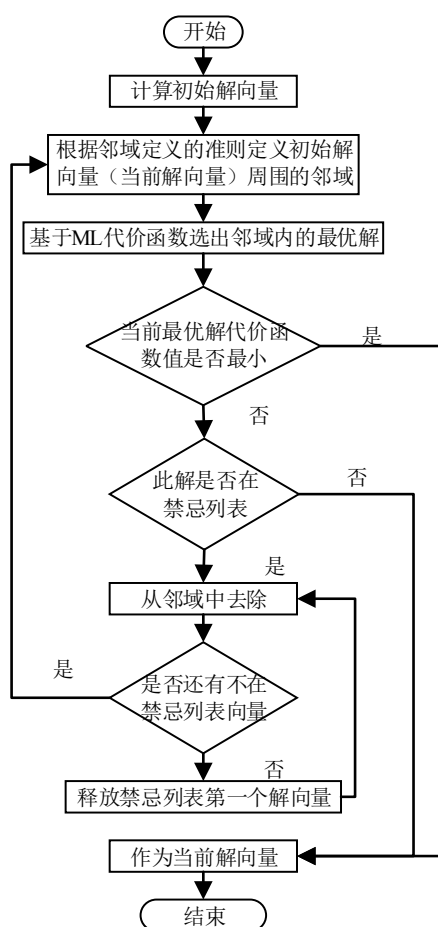 开始
计算初始解向量
根据邻域定义的准则定义初始解
向量（当前解向量）周围的邻域
基于ML代价函数选出邻域内的最优解
当前最优解代价函
数值是否最小
是
否
此解是否在
禁忌列表
否
是
从邻域中去除
是
是否还有不在
禁忌列表向量
否
释放禁忌列表第一个解向量
作为当前解向量
结束